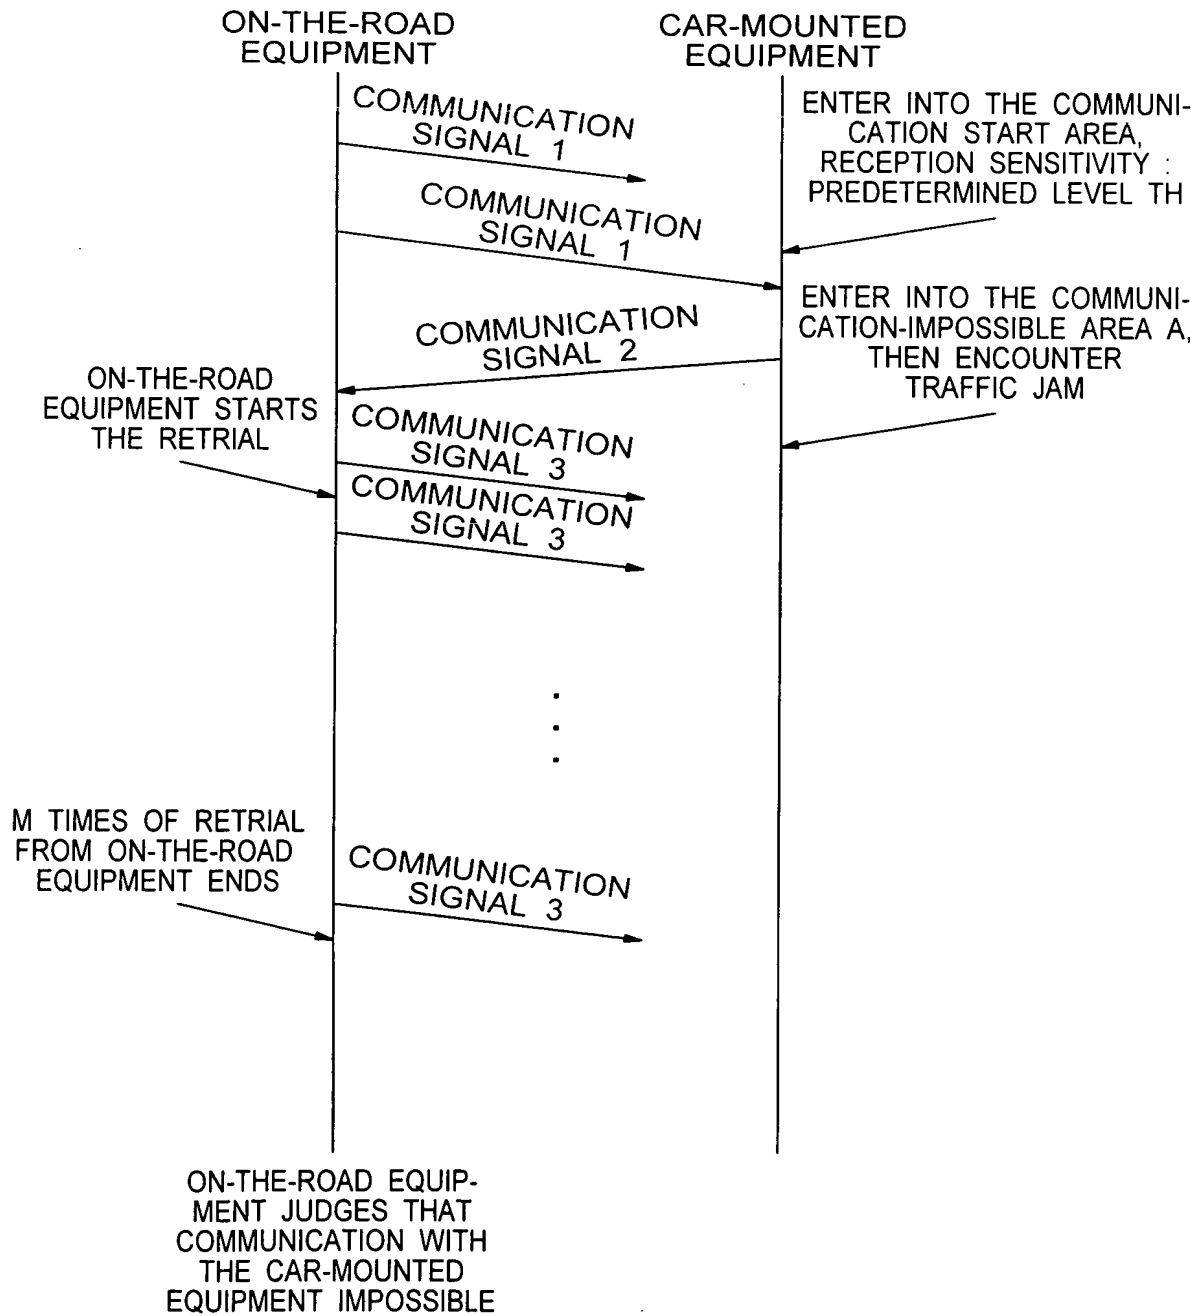 ON-THE-ROAD
EQUIPMENT
CAR-MOUNTED
EQUIPMENT
COMMUNICATION
SIGNAL 1
ENTER INTO THE COMMUNI-
CATION START AREA,
RECEPTION SENSITIVITY :
PREDETERMINED LEVEL TH
COMMUNICATION
SIGNAL 1
ENTER INTO THE COMMUNI-
CATION-IMPOSSIBLE AREA A,
THEN ENCOUNTER
TRAFFIC JAM
COMMUNICATION
SIGNAL 2
ON-THE-ROAD
EQUIPMENT STARTS
THE RETRIAL
COMMUNICATION
SIGNAL 3
COMMUNICATION
SIGNAL 3
M TIMES OF RETRIAL
FROM ON-THE-ROAD
EQUIPMENT ENDS
COMMUNICATION
SIGNAL 3
ON-THE-ROAD EQUIP-
MENT JUDGES THAT
COMMUNICATION WITH
THE CAR-MOUNTED
EQUIPMENT IMPOSSIBLE